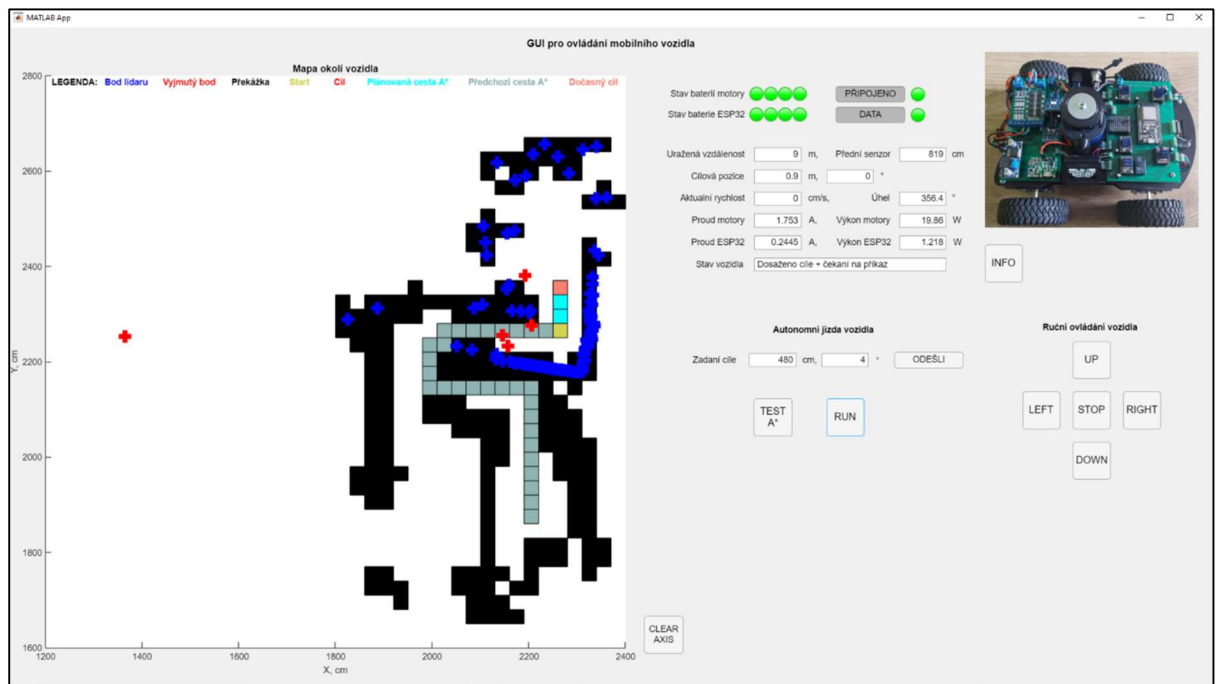 MATLAB App
GUI pro ovládání mobilního vozidla
Mapa okolí vozidla
LEGENDA: Bod lidaru Vyjmutý bod Překážka Start Cíl Plánovaná cesta A* Předchozí cesta A* Dočasný cíl
2800
2600
2400
2200
2000
1800
1600
Y, cm
1200 1400 1600 1800 2000 2200 2400
X, cm
CLEAR
AXIS
Stav baterií motory PŘIPOJENO
Stav baterie ESP32 DATA
Uražená vzdálenost 9 m, Přední senzor 819 cm
Cílová pozice 0.9 m, 0 °
Aktualní rychlost 0 cm/s, Úhel 356.4 °
Proud motory 1.753 A, Výkon motory 19.86 W
Proud ESP32 0.2445 A, Výkon ESP32 1.218 W
Stav vozidla Dosaženo cíle + čekaní na příkaz
INFO
Autonomní jízda vozidla
Zadaní cíle 480 cm, 4 ° ODEŠLI
TEST
A*
RUN
Ruční ovládání vozidla
UP
LEFT STOP RIGHT
DOWN